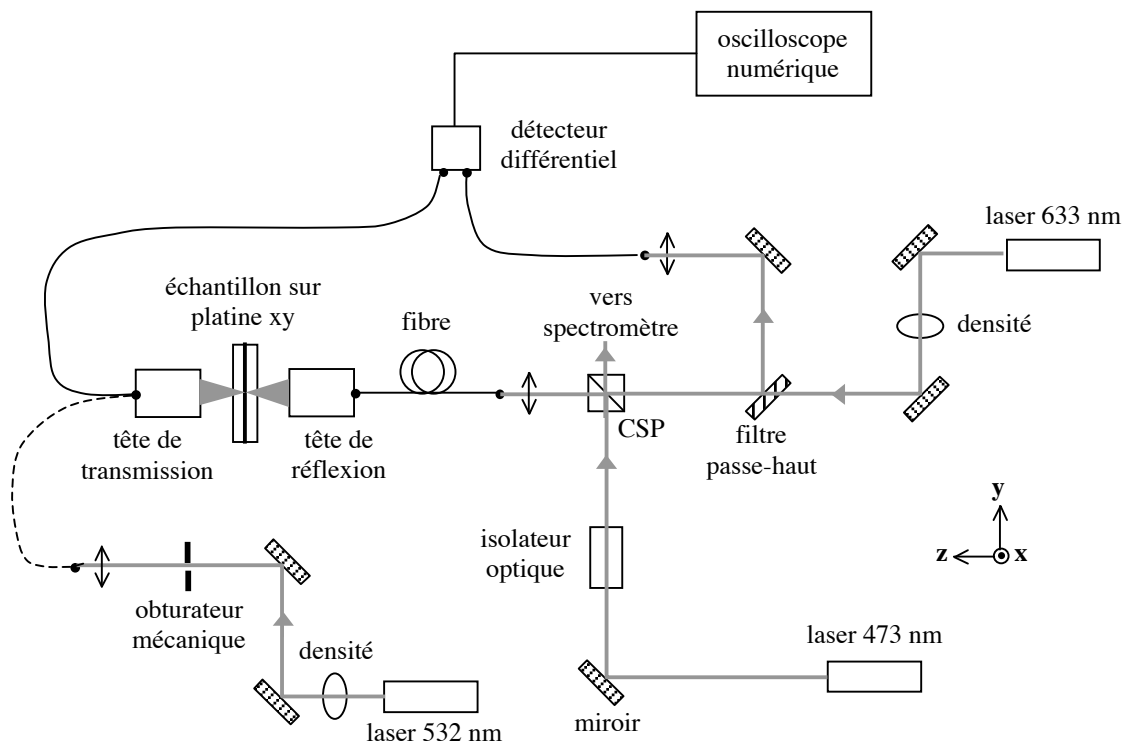 oscilloscope
numérique
détecteur
différentiel
laser 633 nm
échantillon sur
platine xy
fibre
vers
spectromètre
densité
CSP
filtre
passe-haut
tête de
transmission
tête de
réflexion
y
z
x
isolateur
optique
obturateur
mécanique
densité
laser 473 nm
miroir
laser 532 nm